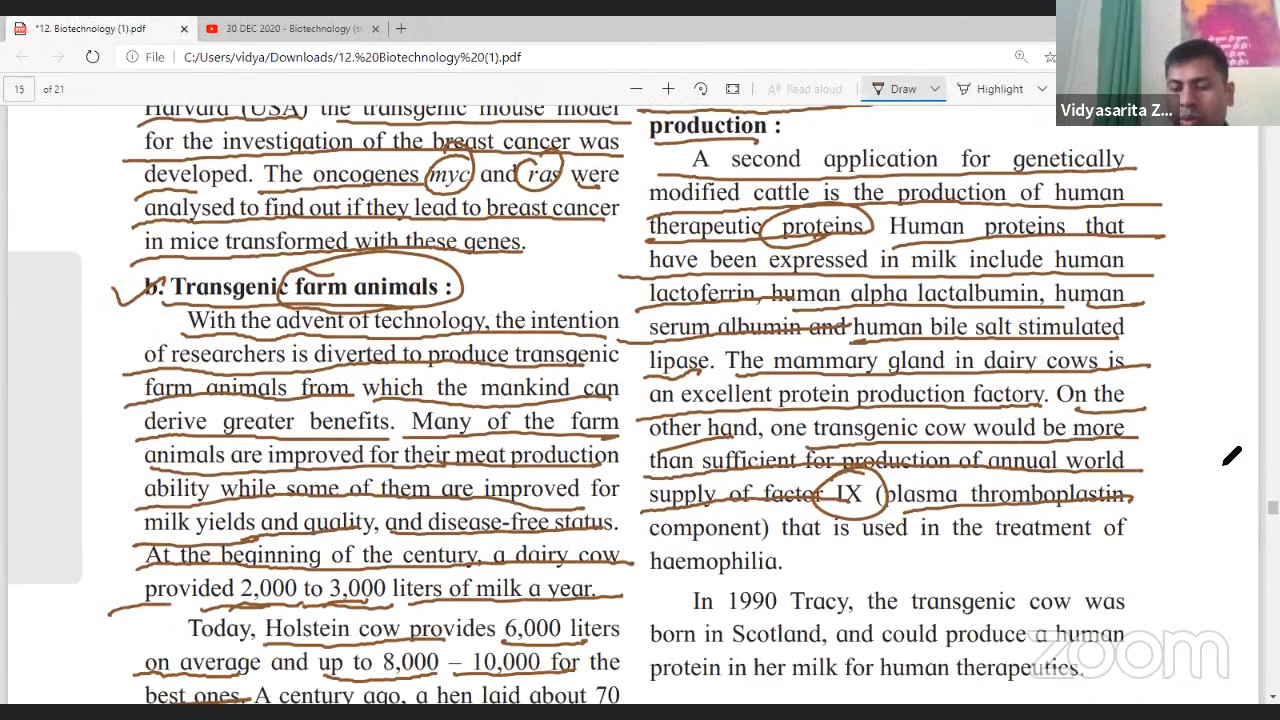 *12. Biotechnology (1).pdf
30 DEC 2020 - Biotechnology (s
File C:/Users/vidya/Downloads/12.%20Biotechnology%20(1).pdf
15 of 21
Read aloud
Draw
Highlight
Vidyasarita Z...
Harvard (USA) the transgenic mouse model
for the investigation of the breast cancer was
developed. The oncogenes myc and ras were
analysed to find out if they lead to breast cancer
in mice transformed with these genes.
b. Transgenic farm animals :
With the advent of technology, the intention
of researchers is diverted to produce transgenic
farm animals from which the mankind can
derive greater benefits. Many of the farm
animals are improved for their meat production
ability while some of them are improved for
milk yields and quality, and disease-free status.
At the beginning of the century, a dairy cow
provided 2,000 to 3,000 liters of milk a year.
Today, Holstein cow provides 6,000 liters
on average and up to 8,000 – 10,000 for the
best ones. A century ago, a hen laid about 70
production :
A second application for genetically
modified cattle is the production of human
therapeutic proteins. Human proteins that
have been expressed in milk include human
lactoferrin, human alpha lactalbumin, human
serum albumin and human bile salt stimulated
lipase. The mammary gland in dairy cows is
an excellent protein production factory. On the
other hand, one transgenic cow would be more
than sufficient for production of annual world
supply of factor IX (plasma thromboplastin
component) that is used in the treatment of
haemophilia.
In 1990 Tracy, the transgenic cow was
born in Scotland, and could produce a human
protein in her milk for human therapeutics.
zoom